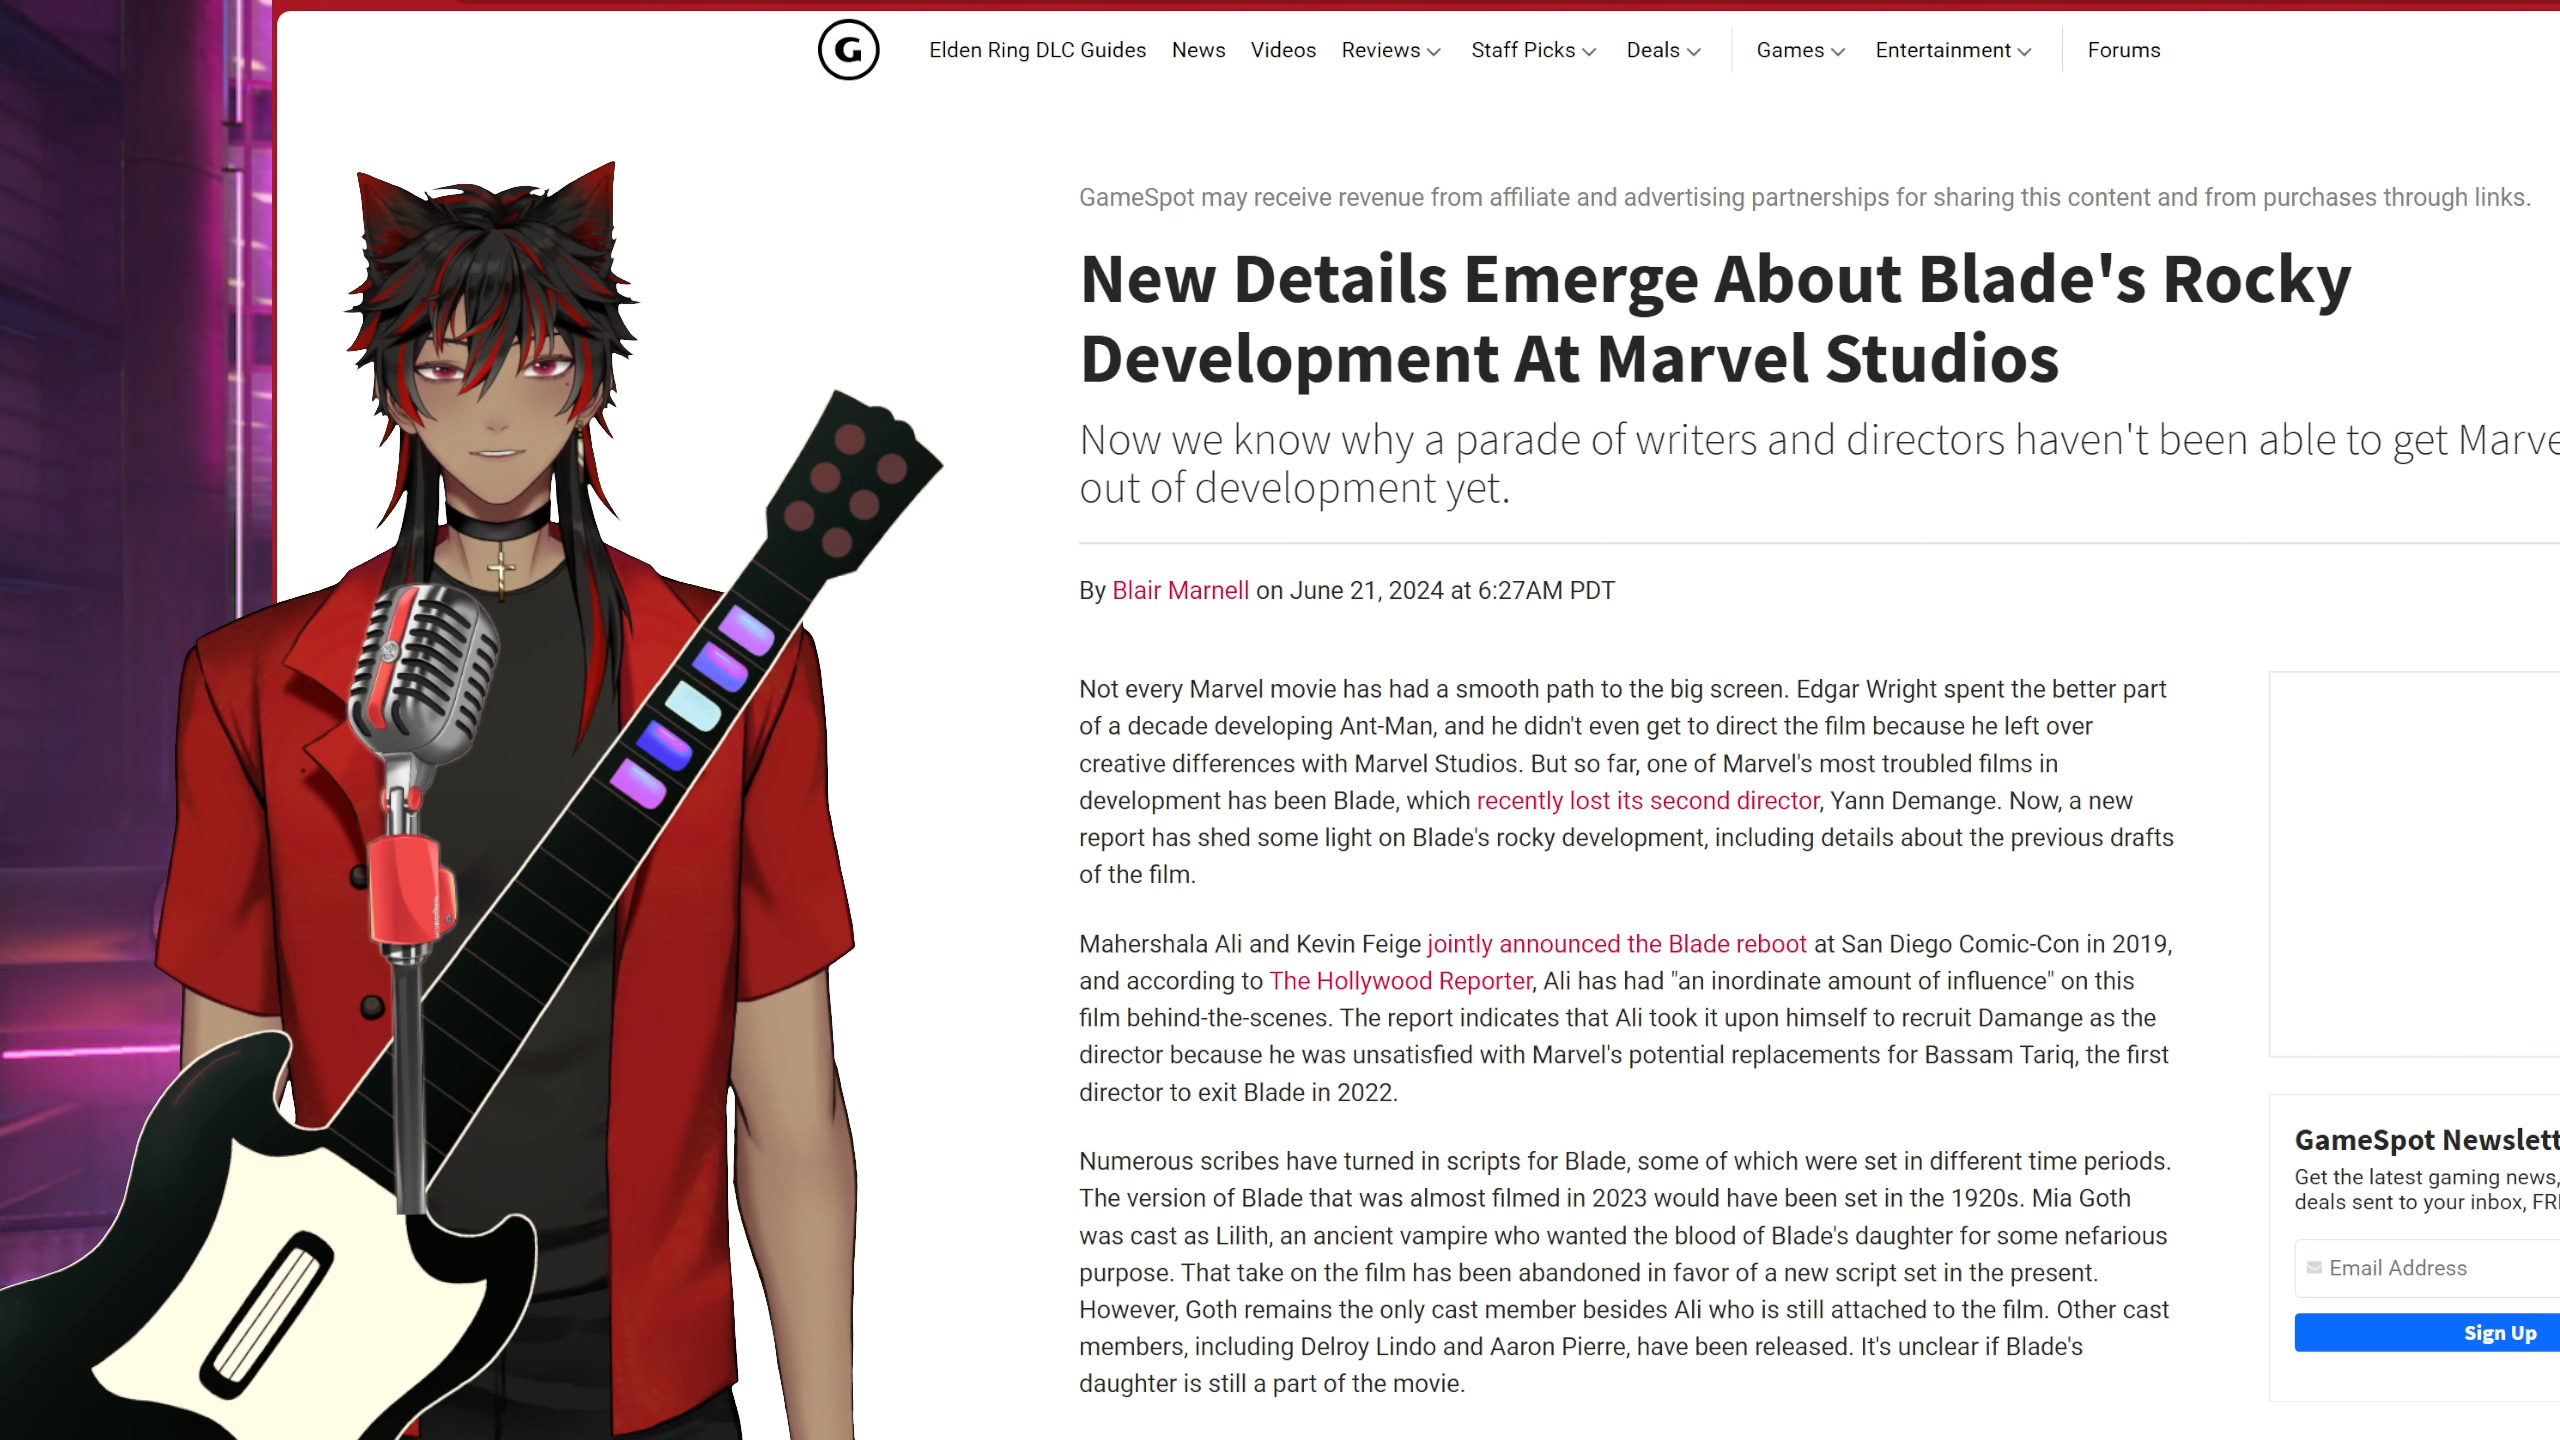 G
Elden Ring DLC Guides News Videos Reviews Staff Picks Deals Games Entertainment Forums
GameSpot may receive revenue from affiliate and advertising partnerships for sharing this content and from purchases through links.
New Details Emerge About Blade's Rocky
Development At Marvel Studios
Now we know why a parade of writers and directors haven't been able to get Marve
out of development yet.
By Blair Marnell on June 21, 2024 at 6:27AM PDT
Not every Marvel movie has had a smooth path to the big screen. Edgar Wright spent the better part
of a decade developing Ant-Man, and he didn't even get to direct the film because he left over
creative differences with Marvel Studios. But so far, one of Marvel's most troubled films in
development has been Blade, which recently lost its second director, Yann Demange. Now, a new
report has shed some light on Blade's rocky development, including details about the previous drafts
of the film.
Mahershala Ali and Kevin Feige jointly announced the Blade reboot at San Diego Comic-Con in 2019,
and according to The Hollywood Reporter, Ali has had "an inordinate amount of influence" on this
film behind-the-scenes. The report indicates that Ali took it upon himself to recruit Damange as the
director because he was unsatisfied with Marvel's potential replacements for Bassam Tariq, the first
director to exit Blade in 2022.
Numerous scribes have turned in scripts for Blade, some of which were set in different time periods.
The version of Blade that was almost filmed in 2023 would have been set in the 1920s. Mia Goth
was cast as Lilith, an ancient vampire who wanted the blood of Blade's daughter for some nefarious
purpose. That take on the film has been abandoned in favor of a new script set in the present.
However, Goth remains the only cast member besides Ali who is still attached to the film. Other cast
members, including Delroy Lindo and Aaron Pierre, have been released. It's unclear if Blade's
daughter is still a part of the movie.
GameSpot Newslett
Get the latest gaming news,
deals sent to your inbox, FRE
Email Address
Sign Up